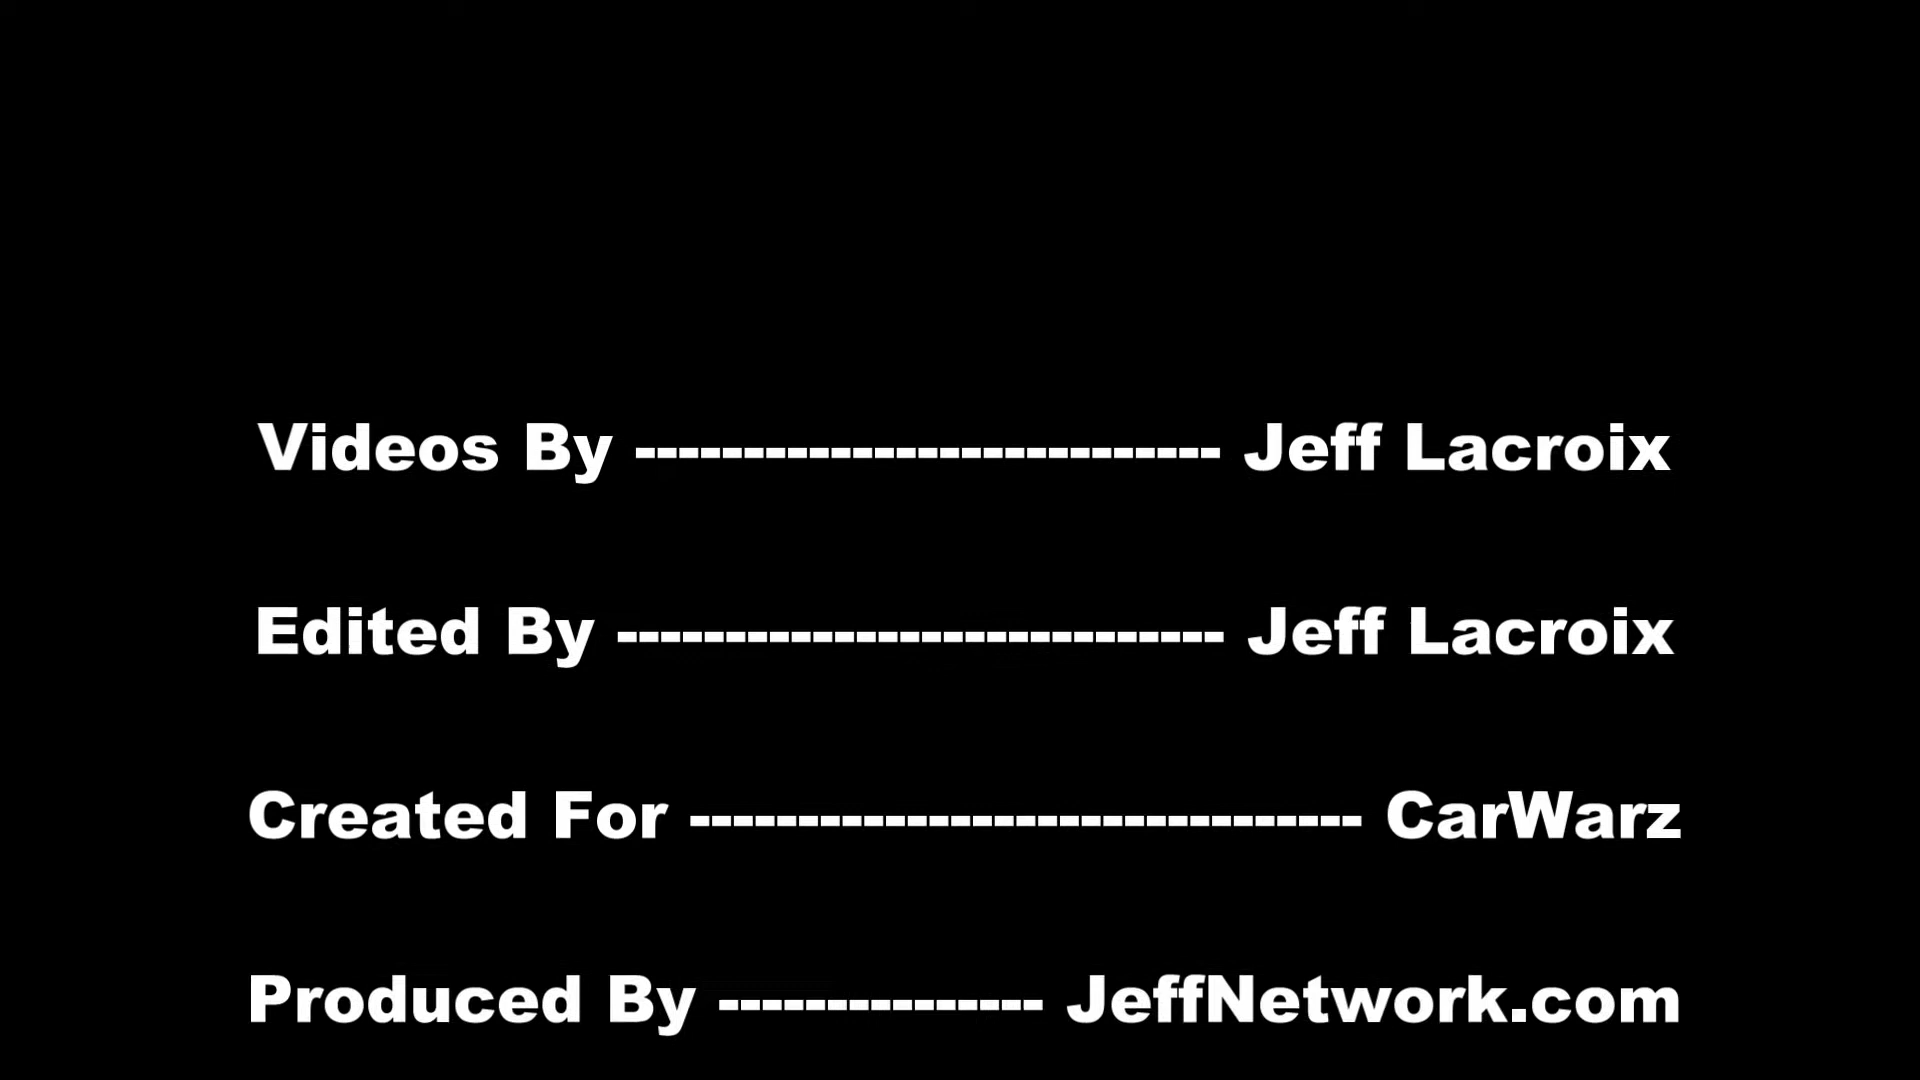 Videos By --------------------------- Jeff Lacroix
Edited By ---------------------------- Jeff Lacroix
Created For ------------------------------- CarWarz
Produced By --------------- JeffNetwork.com